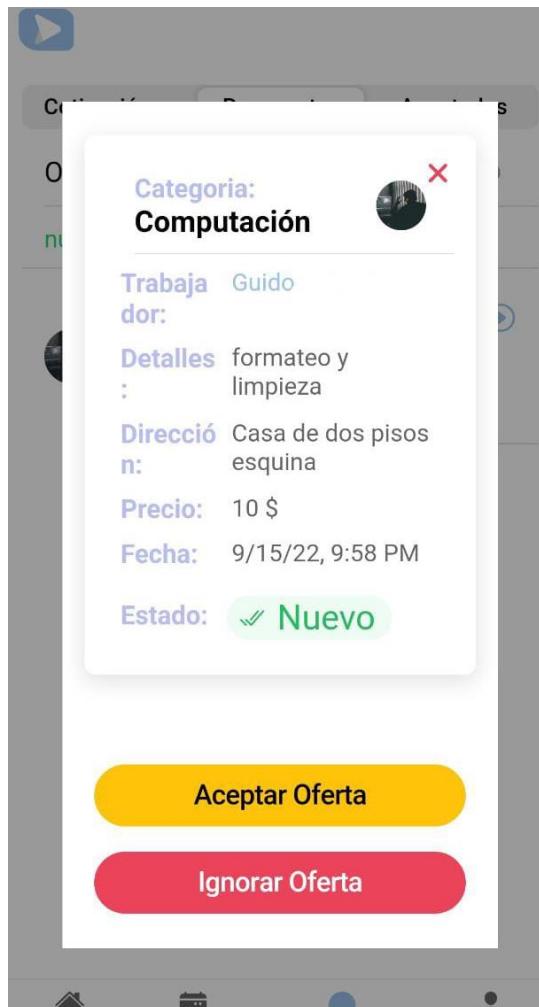 Categoria:
Computación
Trabaja
dor:
Guido
Detalles
:
formateo y
limpieza
Direcció
n:
Casa de dos pisos
esquina
Precio: 10 $
Fecha: 9/15/22, 9:58 PM
Estado: Nuevo
Aceptar Oferta
Ignorar Oferta